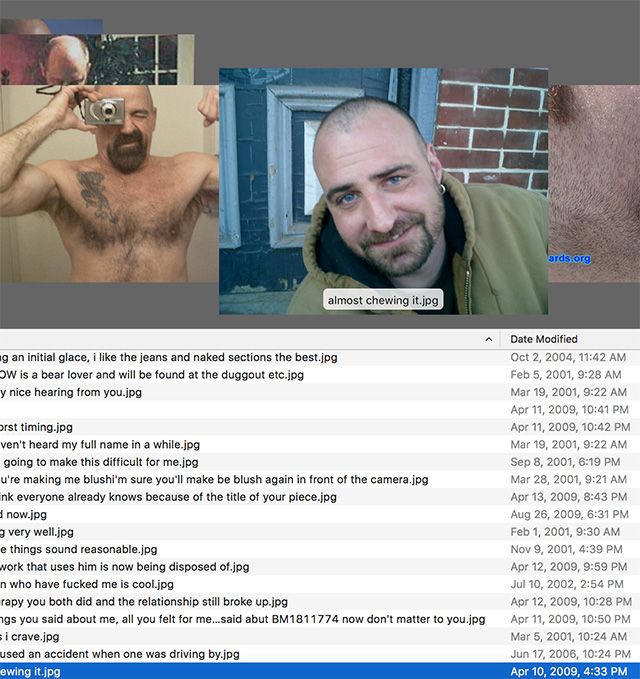 ards.org
almost chewing it.jpg
Date Modified
ng an initial glace, i like the jeans and naked sections the best.jpg Oct 2, 2004, 11:42 AM
OW is a bear lover and will be found at the duggout etc.jpg Feb 5, 2001, 9:28 AM
y nice hearing from you.jpg Mar 19, 2001, 9:22 AM
Apr 11, 2009, 10:41 PM
orst timing.jpg Apr 11, 2009, 10:42 PM
ven't heard my full name in a while.jpg Mar 19, 2001, 9:22 AM
going to make this difficult for me.jpg Sep 8, 2001, 6:19 PM
u're making me blushi'm sure you'll make be blush again in front of the camera.jpg Mar 28, 2001, 9:21 AM
ink everyone already knows because of the title of your piece.jpg Apr 13, 2009, 8:43 PM
d now.jpg Aug 26, 2009, 6:31 PM
g very well.jpg Feb 1, 2001, 9:30 AM
e things sound reasonable.jpg Nov 9, 2001, 4:39 PM
work that uses him is now being disposed of.jpg Apr 12, 2009, 9:59 PM
n who have fucked me is cool.jpg Jul 10, 2002, 2:54 PM
rapy you both did and the relationship still broke up.jpg Apr 12, 2009, 10:28 PM
ngs you said about me, all you felt for me...said abut BM1811774 now don't matter to you.jpg Apr 11, 2009, 10:50 PM
s i crave.jpg Mar 5, 2001, 10:24 AM
used an accident when one was driving by.jpg Jun 17, 2006, 10:24 PM
ewing it.jpg Apr 10, 2009, 4:33 PM